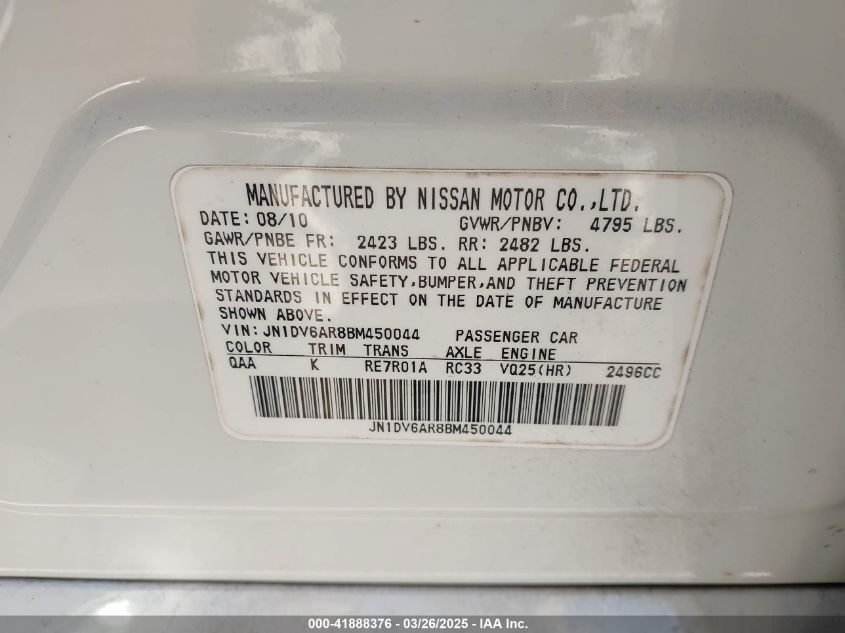 MANUFACTURED BY NISSAN MOTOR CO.,LTD.
DATE: 08/10 GVWR/PNBV: 4795 LBS.
GAWR/PNBE FR: 2423 LBS. RR: 2482 LBS.
THIS VEHICLE CONFORMS TO ALL APPLICABLE FEDERAL
MOTOR VEHICLE SAFETY,BUMPER,AND THEFT PREVENTION
STANDARDS IN EFFECT ON THE DATE OF MANUFACTURE
SHOWN ABOVE.
VIN: JN1DV6AR8BM450044 PASSENGER CAR
COLOR TRIM TRANS AXLE ENGINE
QAA K RE7R01A RC33 VQ25(HR) 2496CC
JN1DV6AR8BM450044
000-41888376 | 03/26/2025 - IAA Inc.